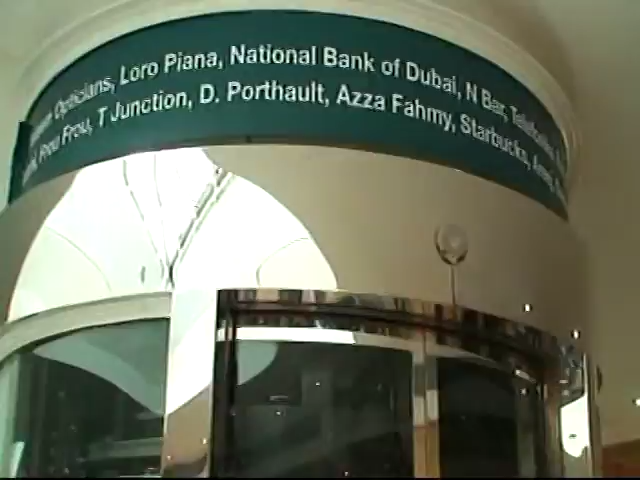 Opticians, Loro Piana, National Bank of Dubai, N Bar,
Frou Frou, T Junction, D. Porthault, Azza Fahmy, Starbucks,